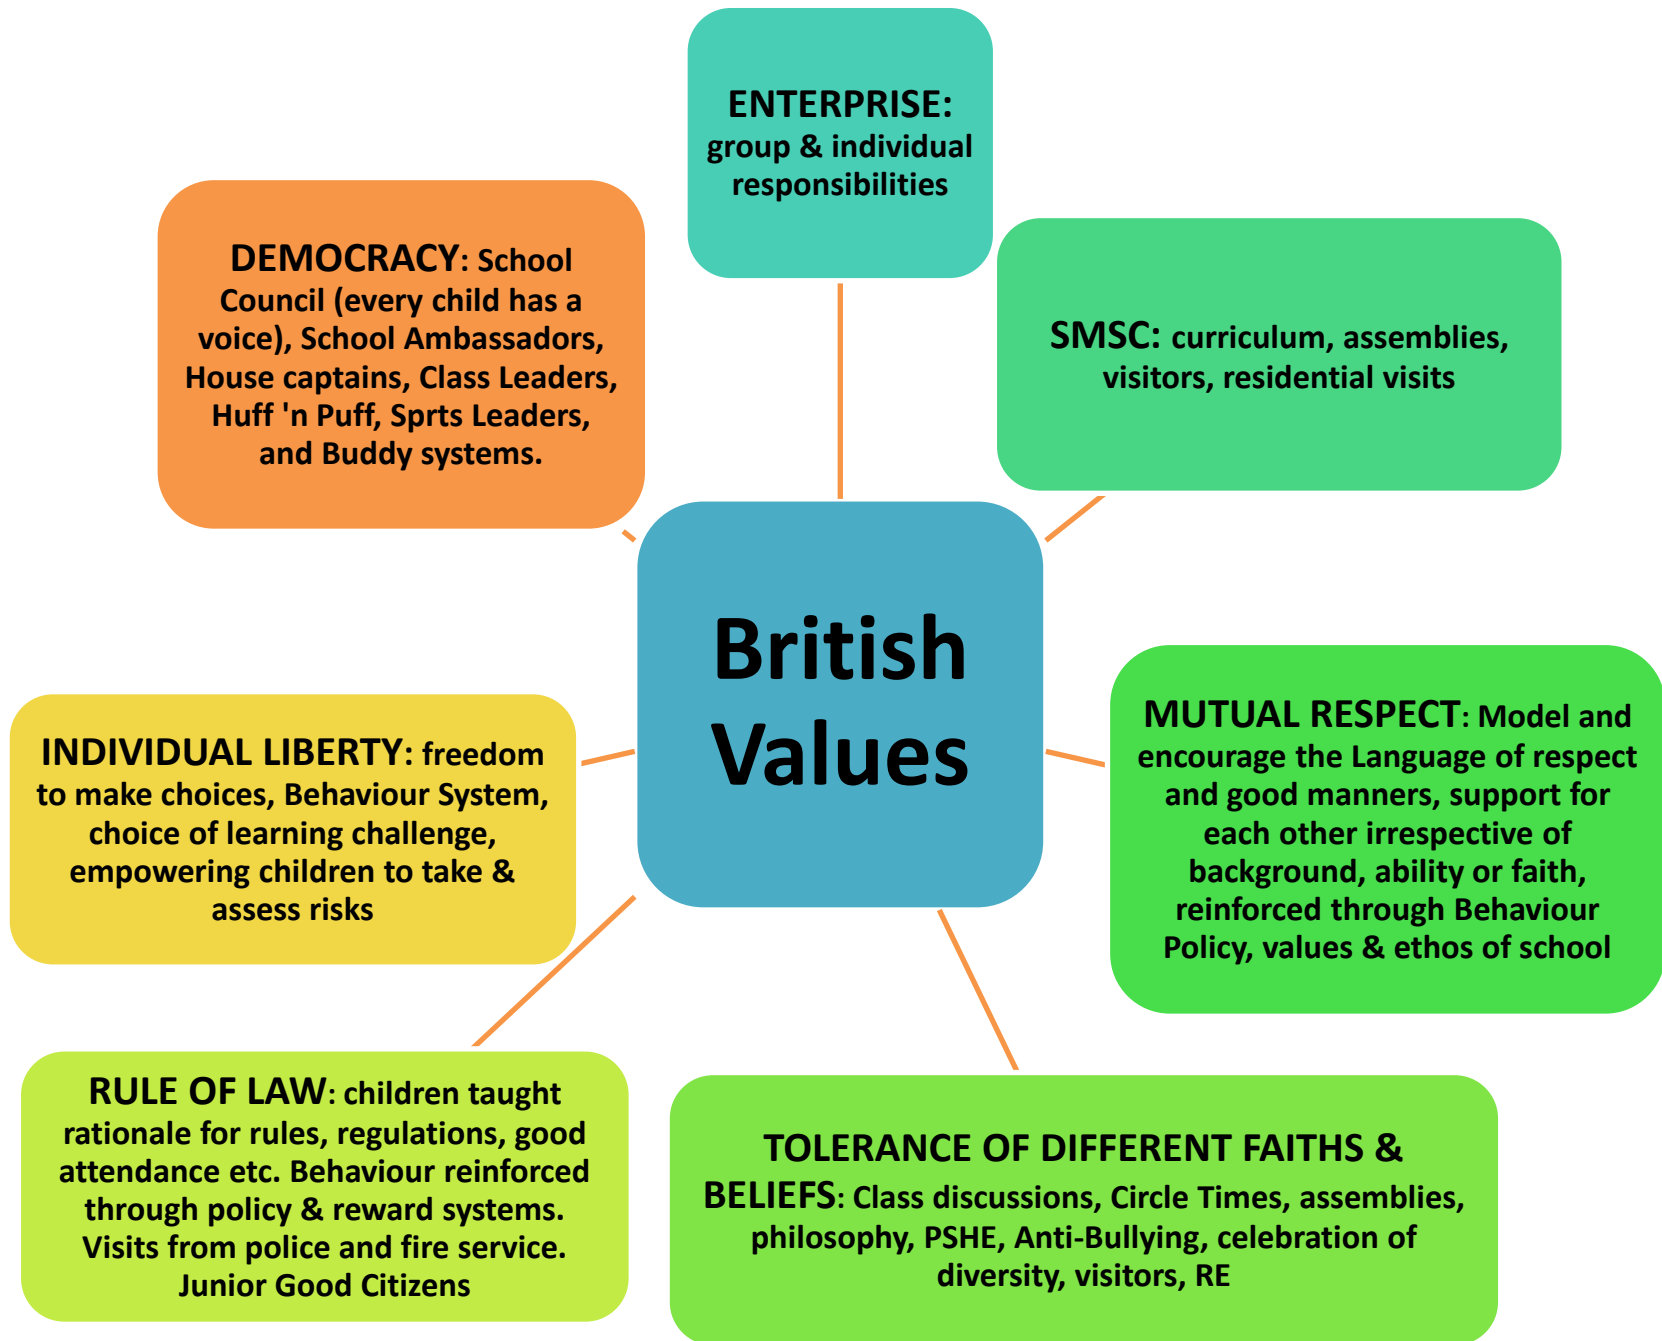 ENTERPRISE:
group & individual
responsibilities
SMSC: curriculum, assemblies,
visitors, residential visits
MUTUAL RESPECT: Model and
encourage the Language of respect
and good manners, support for
each other irrespective of
background, ability or faith,
reinforced through Behaviour
Policy, values & ethos of school
TOLERANCE OF DIFFERENT FAITHS &
BELIEFS: Class discussions, Circle Times, assemblies,
philosophy, PSHE, Anti-Bullying, celebration of
diversity, visitors, RE
RULE OF LAW: children taught
rationale for rules, regulations, good
attendance etc. Behaviour reinforced
through policy & reward systems.
Visits from police and fire service.
Junior Good Citizens
INDIVIDUAL LIBERTY: freedom
to make choices, Behaviour System,
choice of learning challenge,
empowering children to take &
assess risks
DEMOCRACY: School
Council (every child has a
voice), School Ambassadors,
House captains, Class Leaders,
Huff 'n Puff, Sprts Leaders,
and Buddy systems.
British
Values